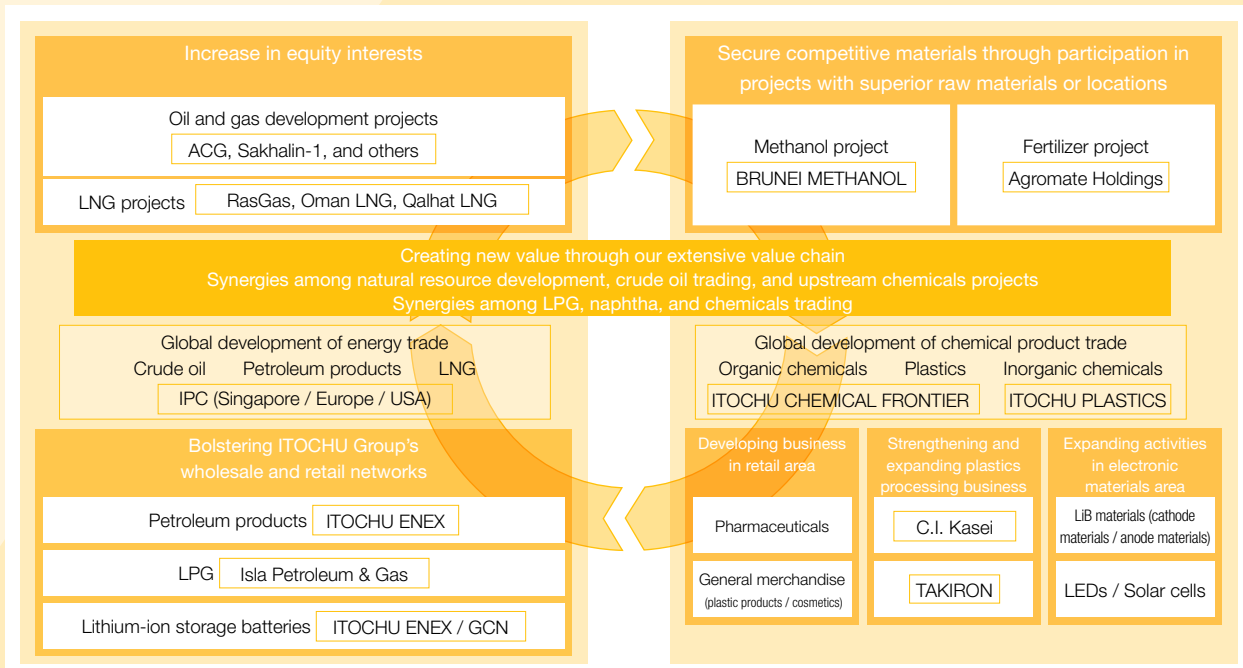 Increase in equity interests
Oil and gas development projects
ACG, Sakhalin-1, and others
LNG projects RasGas, Oman LNG, Qalhat LNG
Secure competitive materials through participation in
projects with superior raw materials or locations
Methanol project
BRUNEI METHANOL
Fertilizer project
Agromate Holdings
Creating new value through our extensive value chain
Synergies among natural resource development, crude oil trading, and upstream chemicals projects
Synergies among LPG, naphtha, and chemicals trading
Global development of energy trade
Crude oil Petroleum products LNG
IPC (Singapore / Europe / USA)
Global development of chemical product trade
Organic chemicals Plastics Inorganic chemicals
ITOCHU CHEMICAL FRONTIER ITOCHU PLASTICS
Bolstering ITOCHU Group's
wholesale and retail networks
Petroleum products ITOCHU ENEX
LPG Isla Petroleum & Gas
Lithium-ion storage batteries ITOCHU ENEX / GCN
Developing business
in retail area
Pharmaceuticals
General merchandise
(plastic products / cosmetics)
Strengthening and
expanding plastics
processing business
C.I. Kasei
TAKIRON
Expanding activities
in electronic
materials area
LiB materials (cathode
materials / anode materials)
LEDs / Solar cells